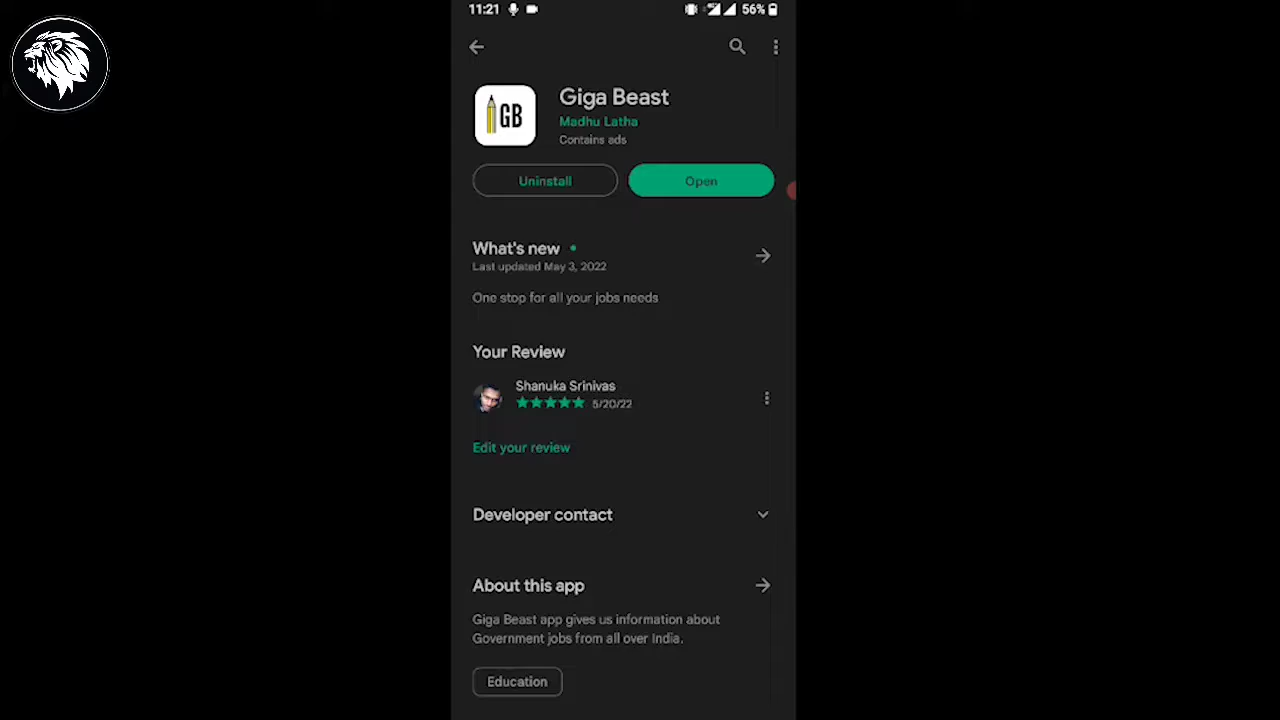 11:21
56%
Giga Beast
GB
Madhu Latha
Contains ads
Uninstall
Open
What's new
Last updated May 3, 2022
One stop for all your jobs needs
Your Review
Shanuka Srinivas
5/20/22
Edit your review
Developer contact
About this app
Giga Beast app gives us information about
Government jobs from all over India.
Education